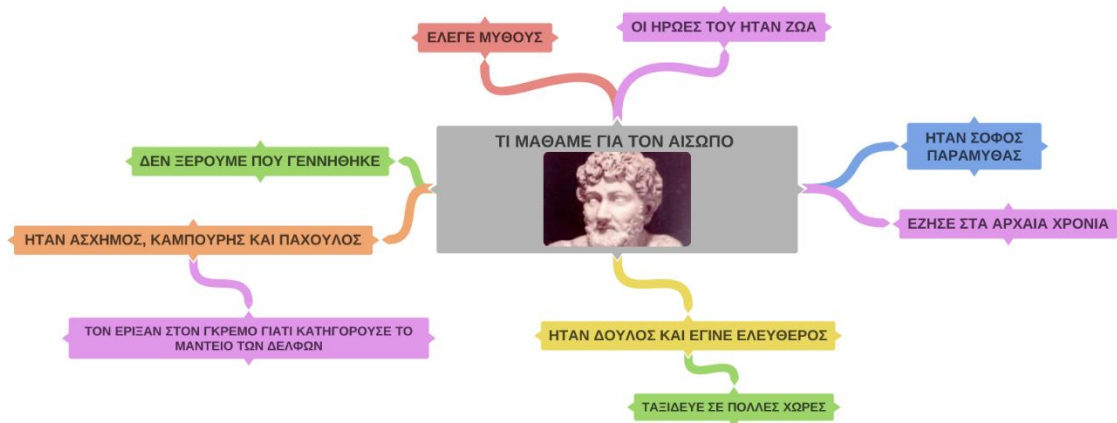 ΕΛΕΓΕ ΜΥΘΟΥΣ
ΟΙ ΗΡΩΕΣ ΤΟΥ ΗΤΑΝ ΖΩΑ
ΤΙ ΜΑΘΑΜΕ ΓΙΑ ΤΟΝ ΑΙΣΩΠΟ
ΗΤΑΝ ΣΟΦΟΣ
ΠΑΡΑΜΥΘΑΣ
ΔΕΝ ΞΕΡΟΥΜΕ ΠΟΥ ΓΕΝΝΗΘΗΚΕ
ΕΖΗΣΕ ΣΤΑ ΑΡΧΑΙΑ ΧΡΟΝΙΑ
ΗΤΑΝ ΑΣΧΗΜΟΣ, ΚΑΜΠΟΥΡΗΣ ΚΑΙ ΠΑΧΟΥΛΟΣ
ΤΟΝ ΕΡΙΞΑΝ ΣΤΟΝ ΓΚΡΕΜΟ ΓΙΑΤΙ ΚΑΤΗΓΟΡΟΥΣΕ ΤΟ
ΜΑΝΤΕΙΟ ΤΩΝ ΔΕΛΦΩΝ
ΗΤΑΝ ΔΟΥΛΟΣ ΚΑΙ ΕΓΙΝΕ ΕΛΕΥΘΕΡΟΣ
ΤΑΞΙΔΕΥΕ ΣΕ ΠΟΛΛΕΣ ΧΩΡΕΣ